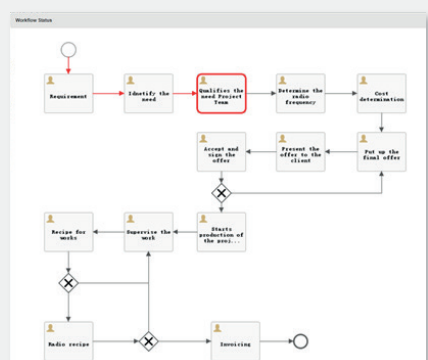 Workflow Status
Requirement
Idnetify the
need
Qualifies the
need Project
Team
Determine the
radio
frequency
Cost
determination
Accept and
sign the
offer
Present the
offer to the
client
Put up the
final offer
Recipe for
works
Supervise the
work
Starts
production of
the proj...
Radio recipe
Invoicing